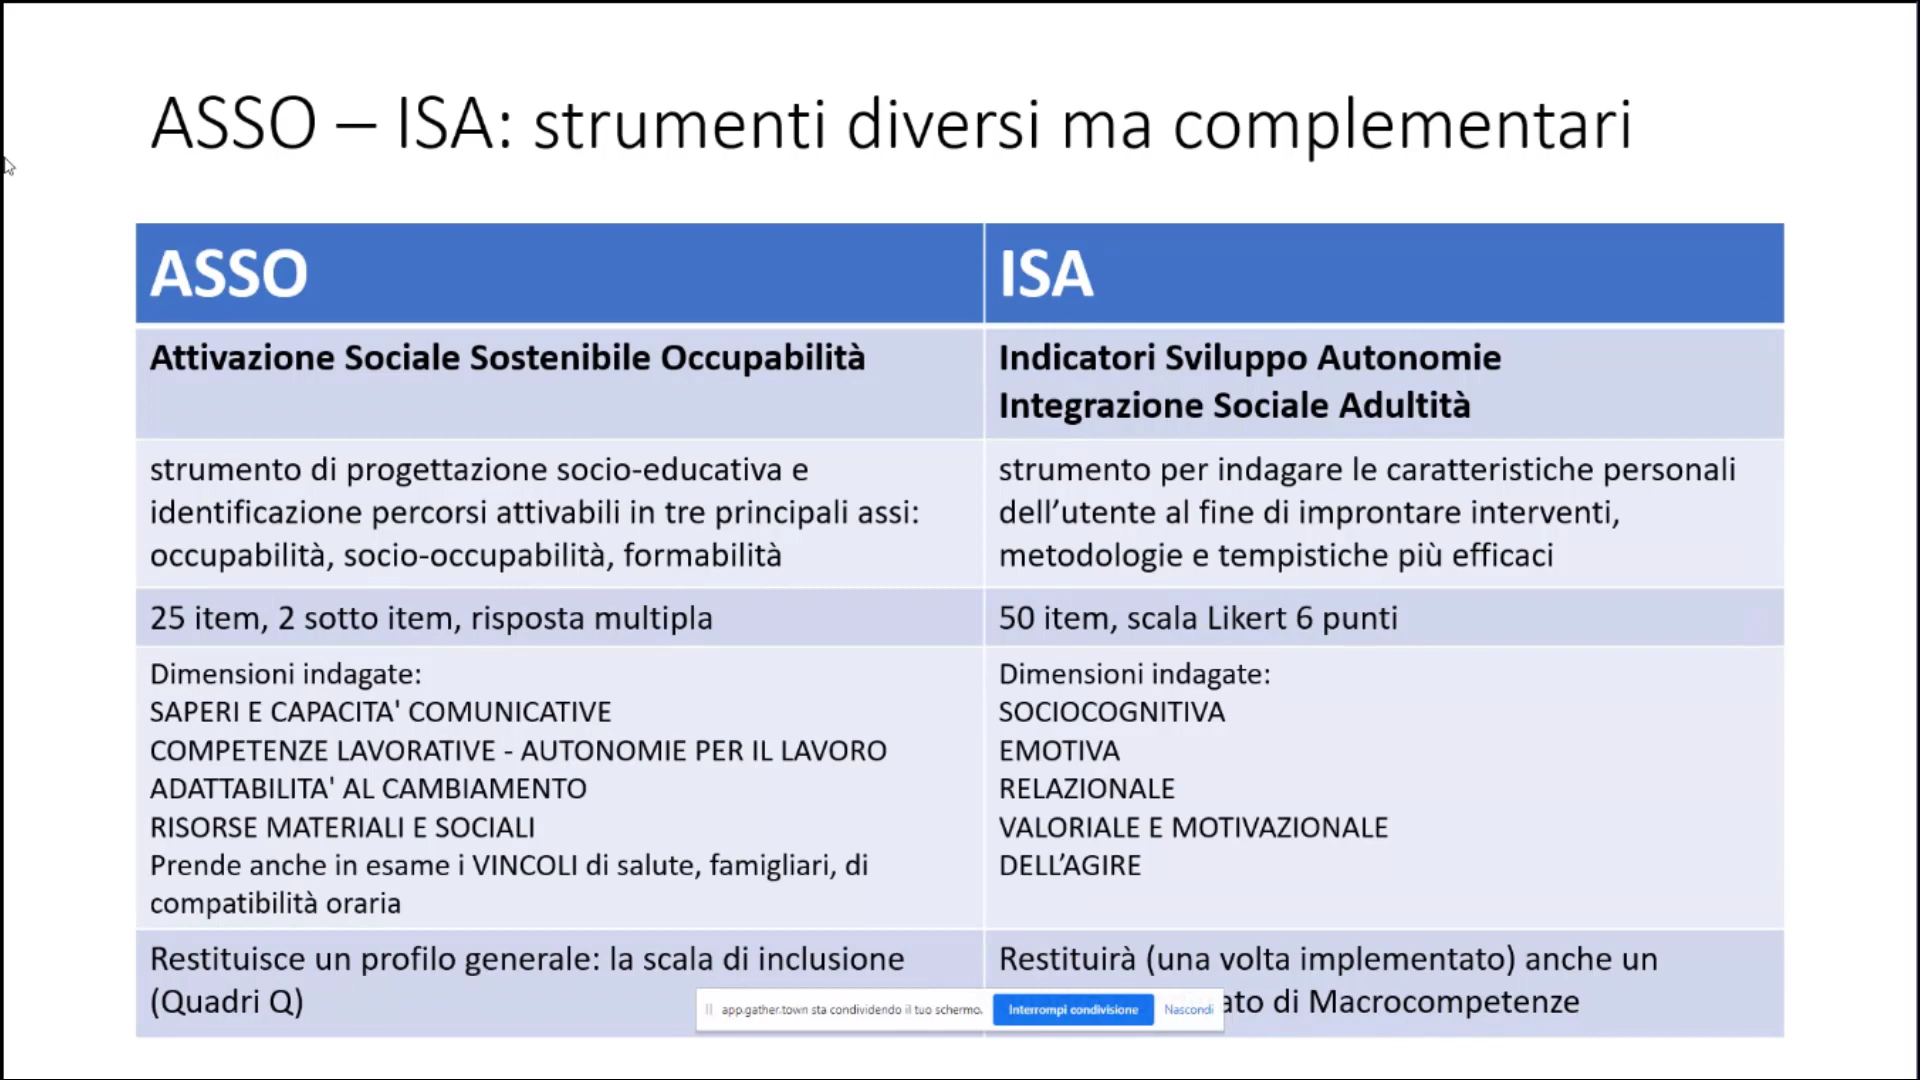 ASSO – ISA: strumenti diversi ma complementari
ASSO
ISA
Attivazione Sociale Sostenibile Occupabilità
Indicatori Sviluppo Autonomie
Integrazione Sociale Adultità
strumento di progettazione socio-educativa e
identificazione percorsi attivabili in tre principali assi:
occupabilità, socio-occupabilità, formabilità
strumento per indagare le caratteristiche personali
dell’utente al fine di improntare interventi,
metodologie e tempistiche più efficaci
25 item, 2 sotto item, risposta multipla
50 item, scala Likert 6 punti
Dimensioni indagate:
SAPERI E CAPACITA' COMUNICATIVE
COMPETENZE LAVORATIVE - AUTONOMIE PER IL LAVORO
ADATTABILITA' AL CAMBIAMENTO
RISORSE MATERIALI E SOCIALI
Prende anche in esame i VINCOLI di salute, famigliari, di
compatibilità oraria
Dimensioni indagate:
SOCIOCOGNITIVA
EMOTIVA
RELAZIONALE
VALORIALE E MOTIVAZIONALE
DELL’AGIRE
Restituisce un profilo generale: la scala di inclusione
(Quadri Q)
Restituirà (una volta implementato) anche un
di Macrocompetenze
app.gather.town sta condividendo il tuo schermo.
Interrompi condivisione
Nascondi